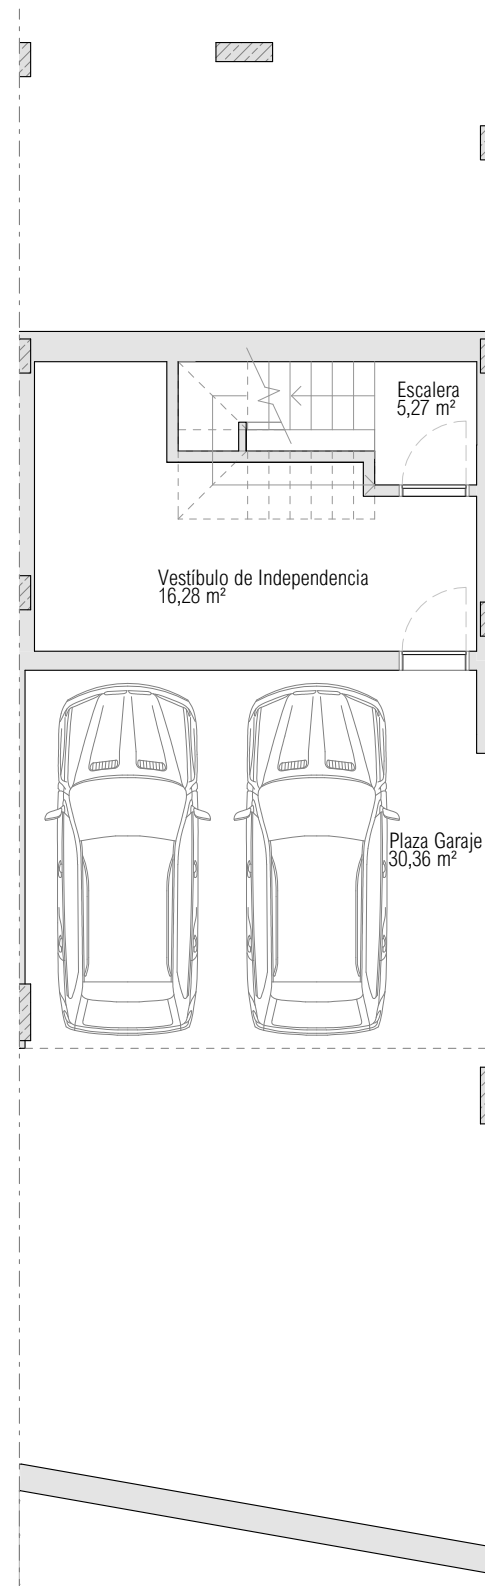 Escalera
5,27 m²
Vestíbulo de Independencia
16,28 m²
Plaza Garaje
30,36 m²